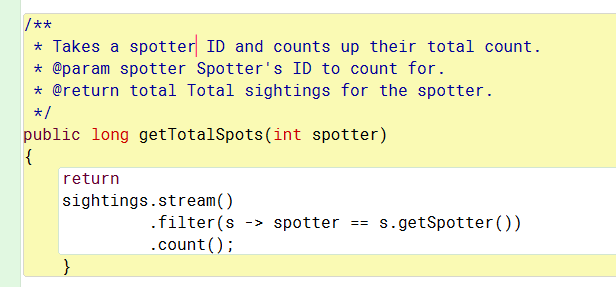 /**
 * Takes a spotter ID and counts up their total count.
 * @param spotter Spotter's ID to count for.
 * @return total Total sightings for the spotter.
 */
public long getTotalSpots(int spotter)
{
    return
    sightings.stream()
             .filter(s -> spotter == s.getSpotter())
             .count();
    }